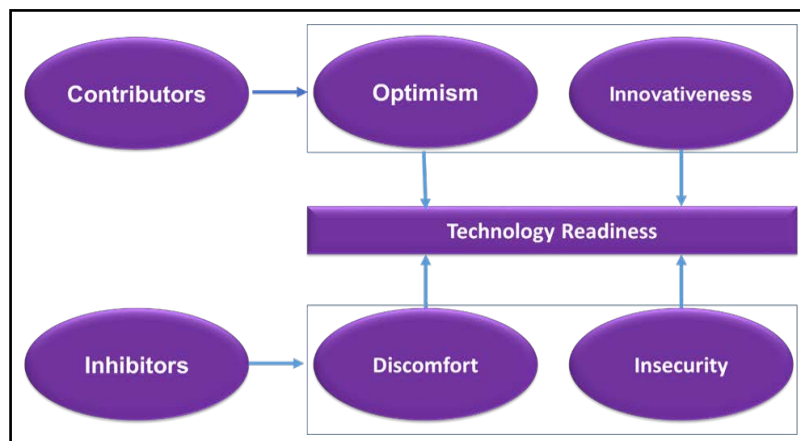 Contributors
Optimism
Innovativeness
Technology Readiness
Inhibitors
Discomfort
Insecurity